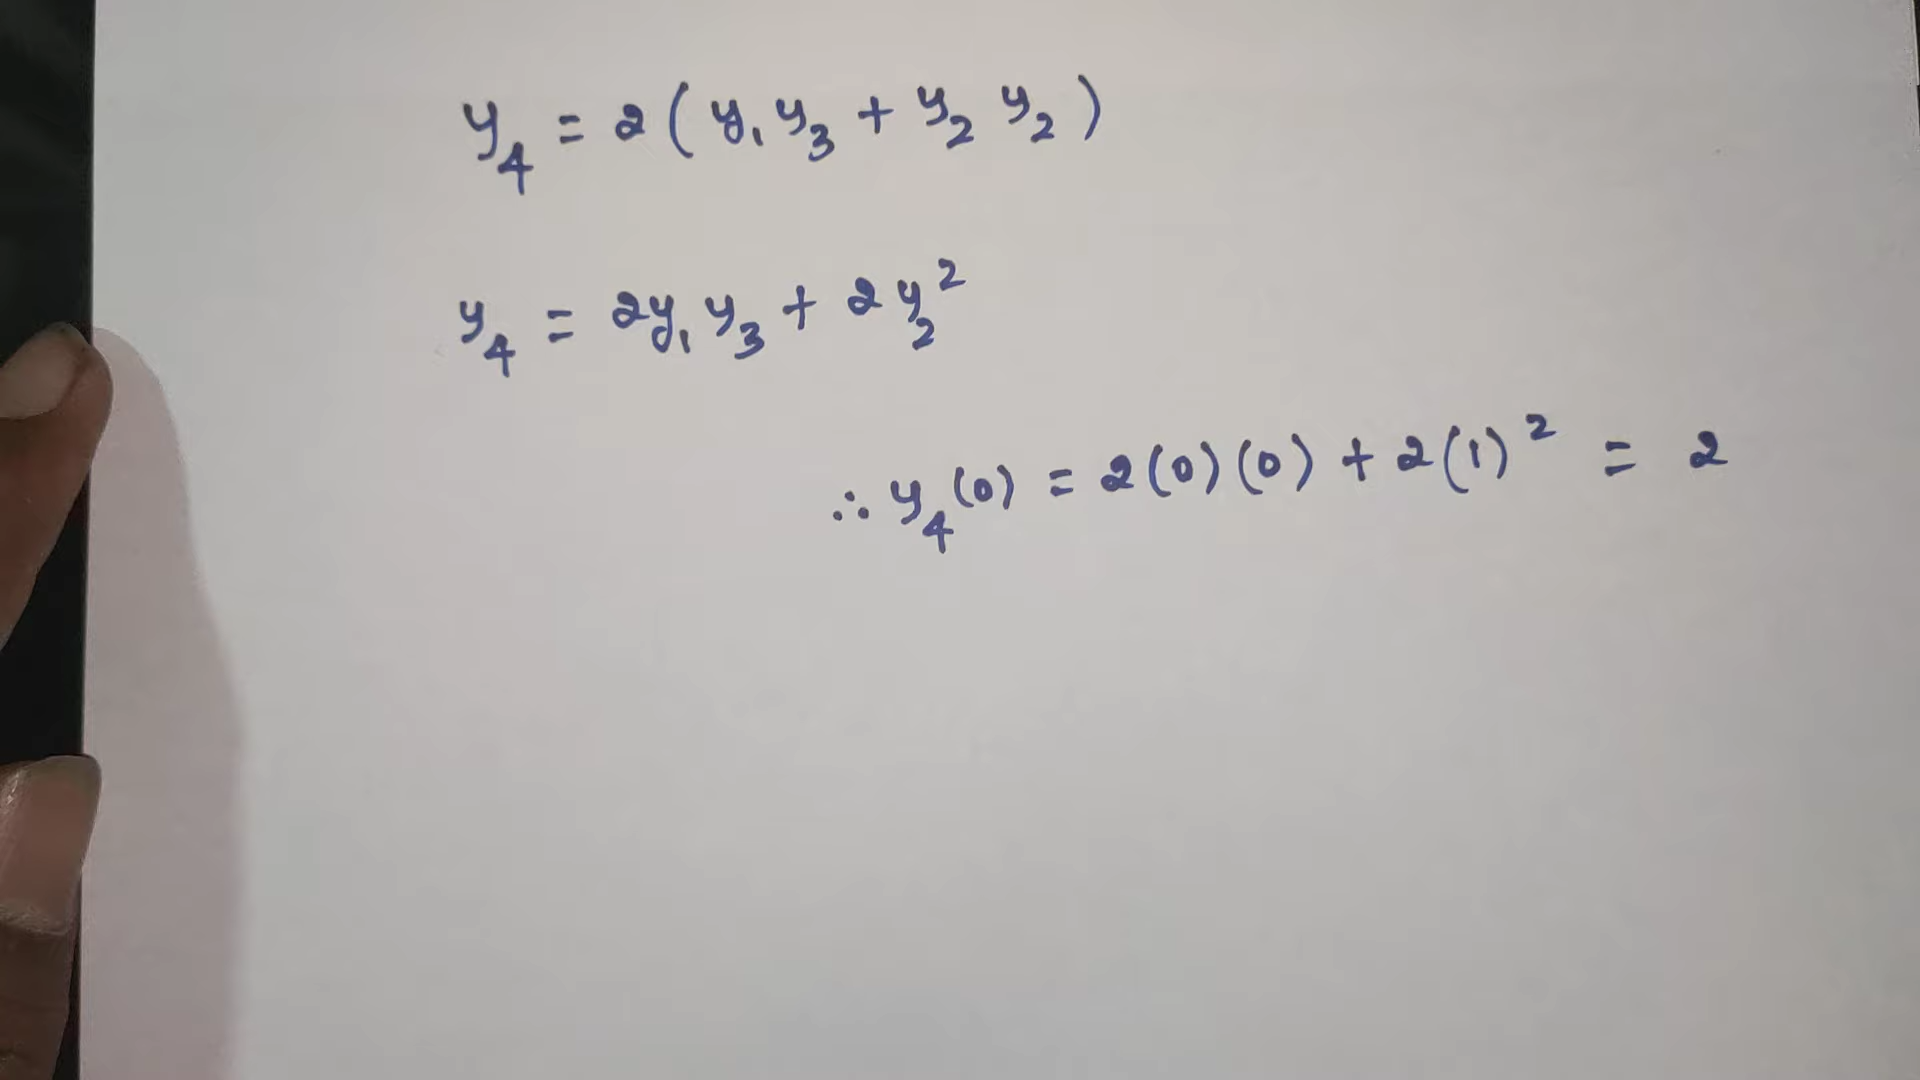 y₄ = 2 ( y₁ y₃ + y₂ y₂ )
y₄ = 2y₁ y₃ + 2 y₂²
∴ y₄(0) = 2(0)(0) + 2(1)² = 2